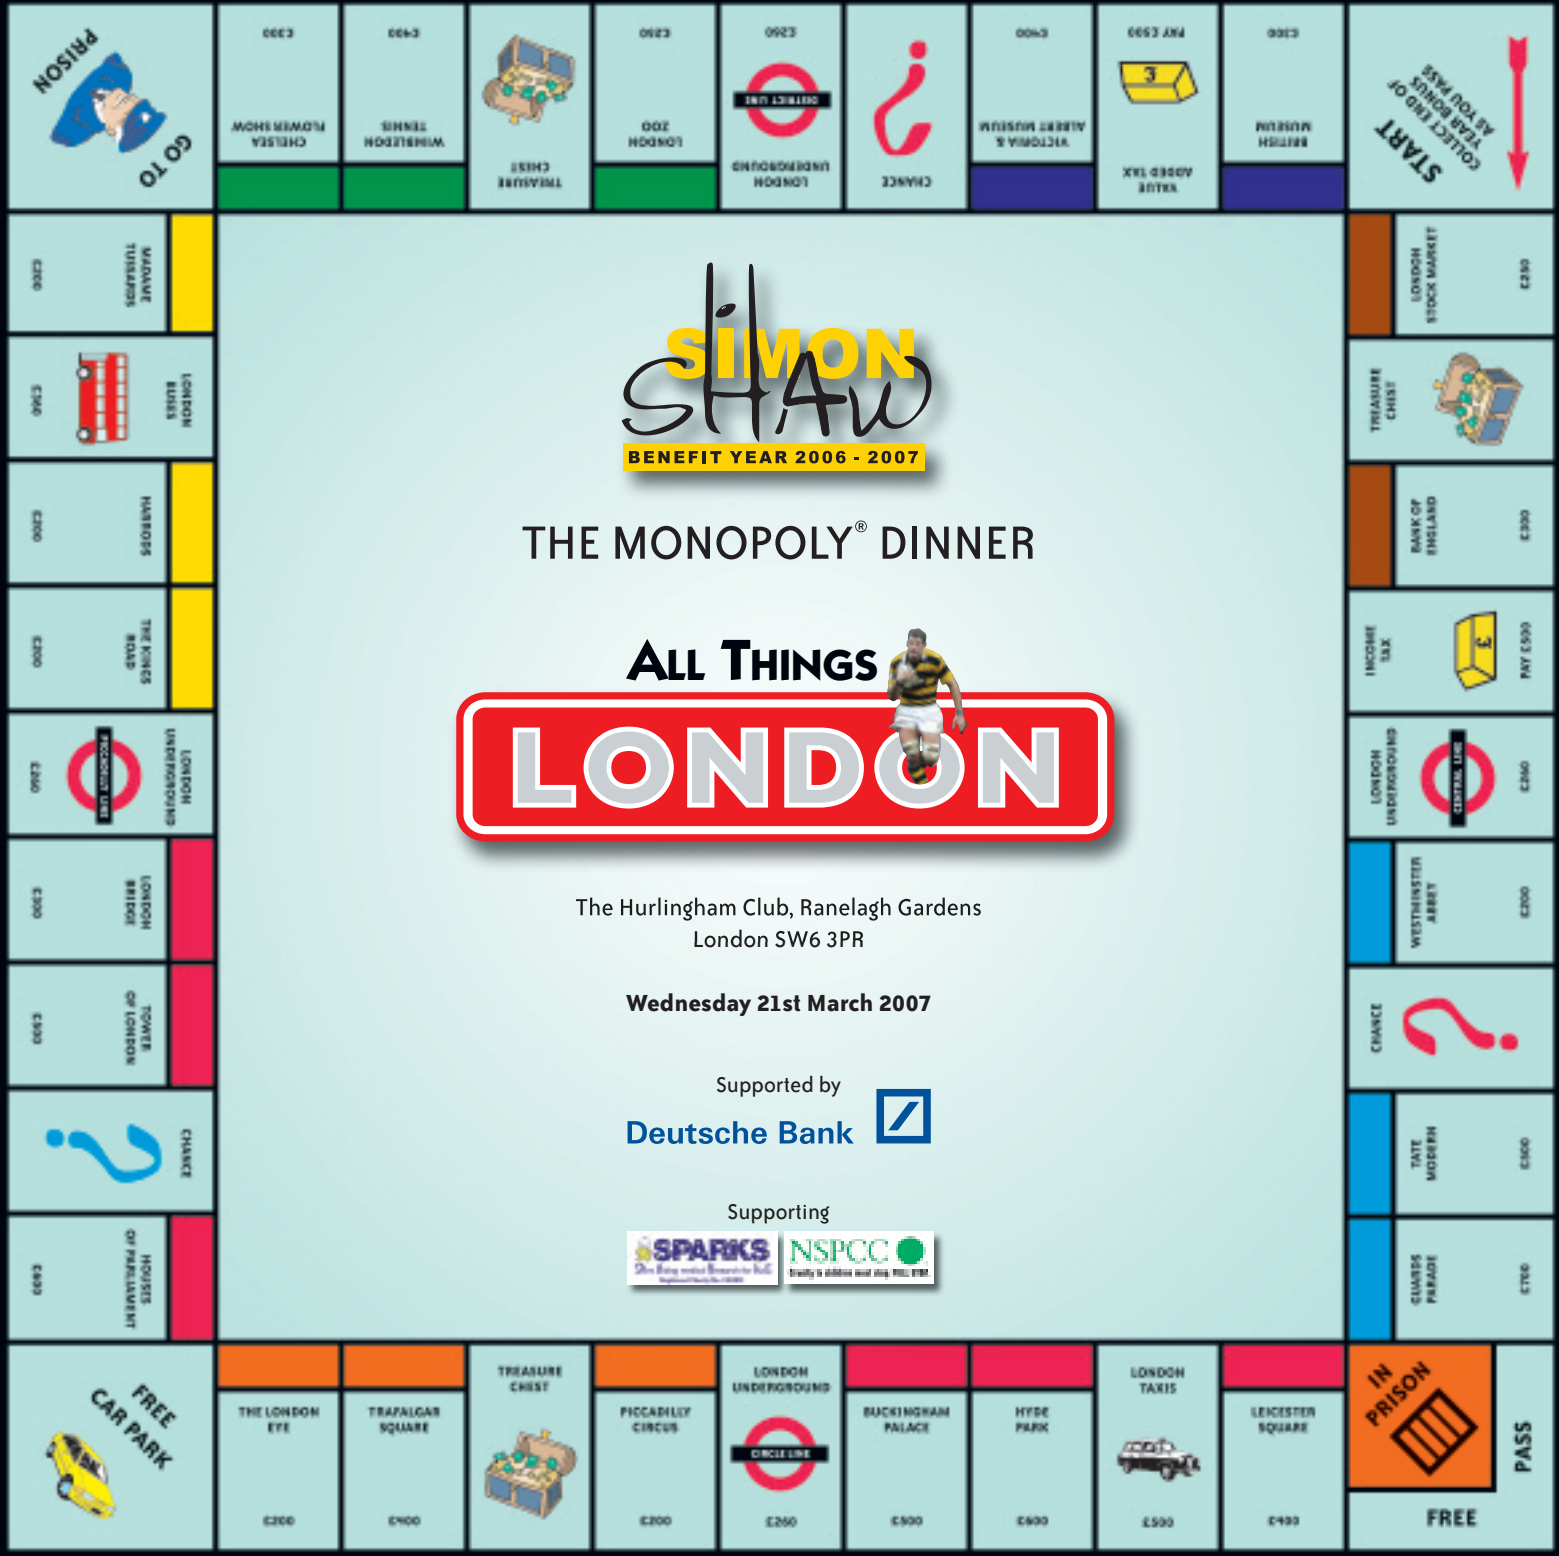 PRISON
GO TO
£300
CHELSEA
FLOWER SHOW
£400
WIMBLEDON
TENNIS
TREASURE
CHEST
LONDON
ZOO
£260
LONDON
UNDERGROUND
DISTRICT LINE
CHANCE
£400
VICTORIA &
ALBERT MUSEUM
PAY £500
VALUE
ADDED TAX
£300
BRITISH
MUSEUM
START
COLLECT END OF
YEAR BONUS
AS YOU PASS
LONDON
STOCK MARKET
TREASURE
CHEST
BANK OF
ENGLAND
£300
INCOME
TAX
£
PAY £500
LONDON
UNDERGROUND
CENTRAL LINE
£260
WESTMINSTER
ABBEY
£200
CHANCE
TATE
MODERN
GUARDS
PARADE
£700
IN
PRISON
PASS
FREE
LEICESTER
SQUARE
£400
LONDON
TAXIS
£500
HYDE
PARK
£600
BUCKINGHAM
PALACE
LONDON
UNDERGROUND
CIRCLE LINE
£260
PICCADILLY
CIRCUS
£200
TREASURE
CHEST
TRAFALGAR
SQUARE
£400
THE LONDON
EYE
£200
FREE
CAR PARK
HOUSES
OF PARLIAMENT
CHANCE
TOWER
OF LONDON
LONDON
BRIDGE
£300
LONDON
UNDERGROUND
PICCADILLY LINE
£260
THE KINGS
ROAD
£200
HARRODS
£200
LONDON
BUSES
MADAME
TUSSARDS
£200
SIMON
SHAW
BENEFIT YEAR 2006 - 2007
THE MONOPOLY® DINNER
ALL THINGS
LONDON
The Hurlingham Club, Ranelagh Gardens
London SW6 3PR
Wednesday 21st March 2007
Supported by
Deutsche Bank
Supporting
SPARKS
NSPCC